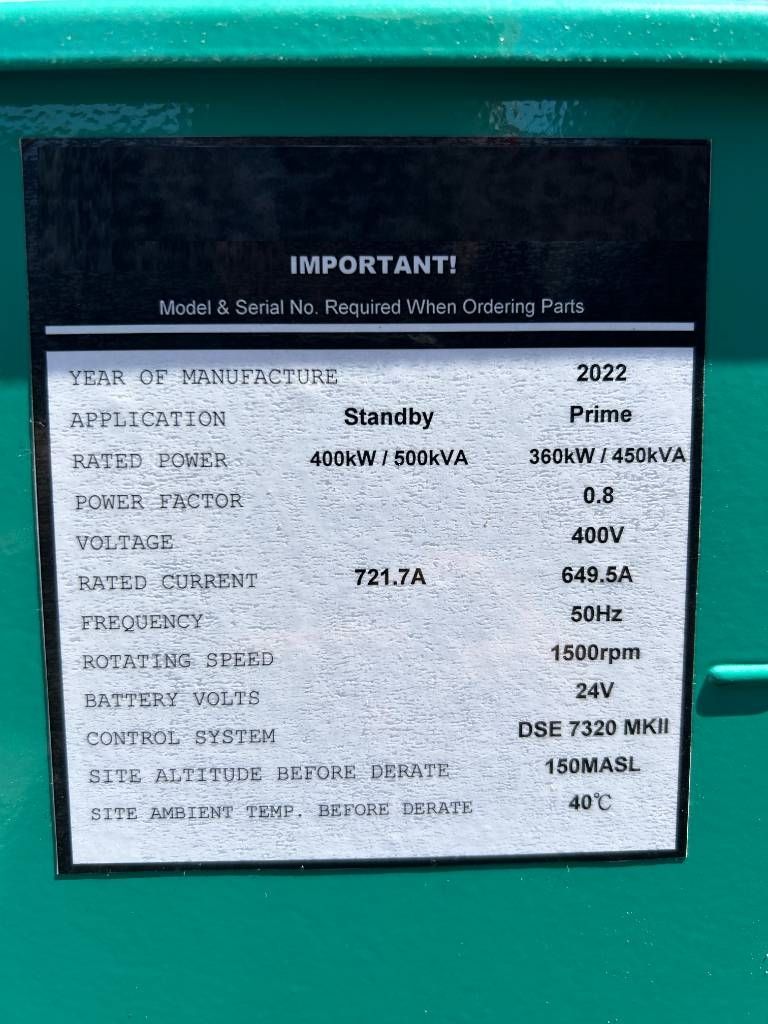 IMPORTANT!
Model & Serial No. Required When Ordering Parts
YEAR OF MANUFACTURE 2022
APPLICATION Standby Prime
RATED POWER 400kW / 500kVA 360kW / 450kVA
POWER FACTOR 0.8
VOLTAGE 400V
RATED CURRENT 721.7A 649.5A
FREQUENCY 50Hz
ROTATING SPEED 1500rpm
BATTERY VOLTS 24V
CONTROL SYSTEM DSE 7320 MKII
SITE ALTITUDE BEFORE DERATE 150MASL
SITE AMBIENT TEMP. BEFORE DERATE 40℃